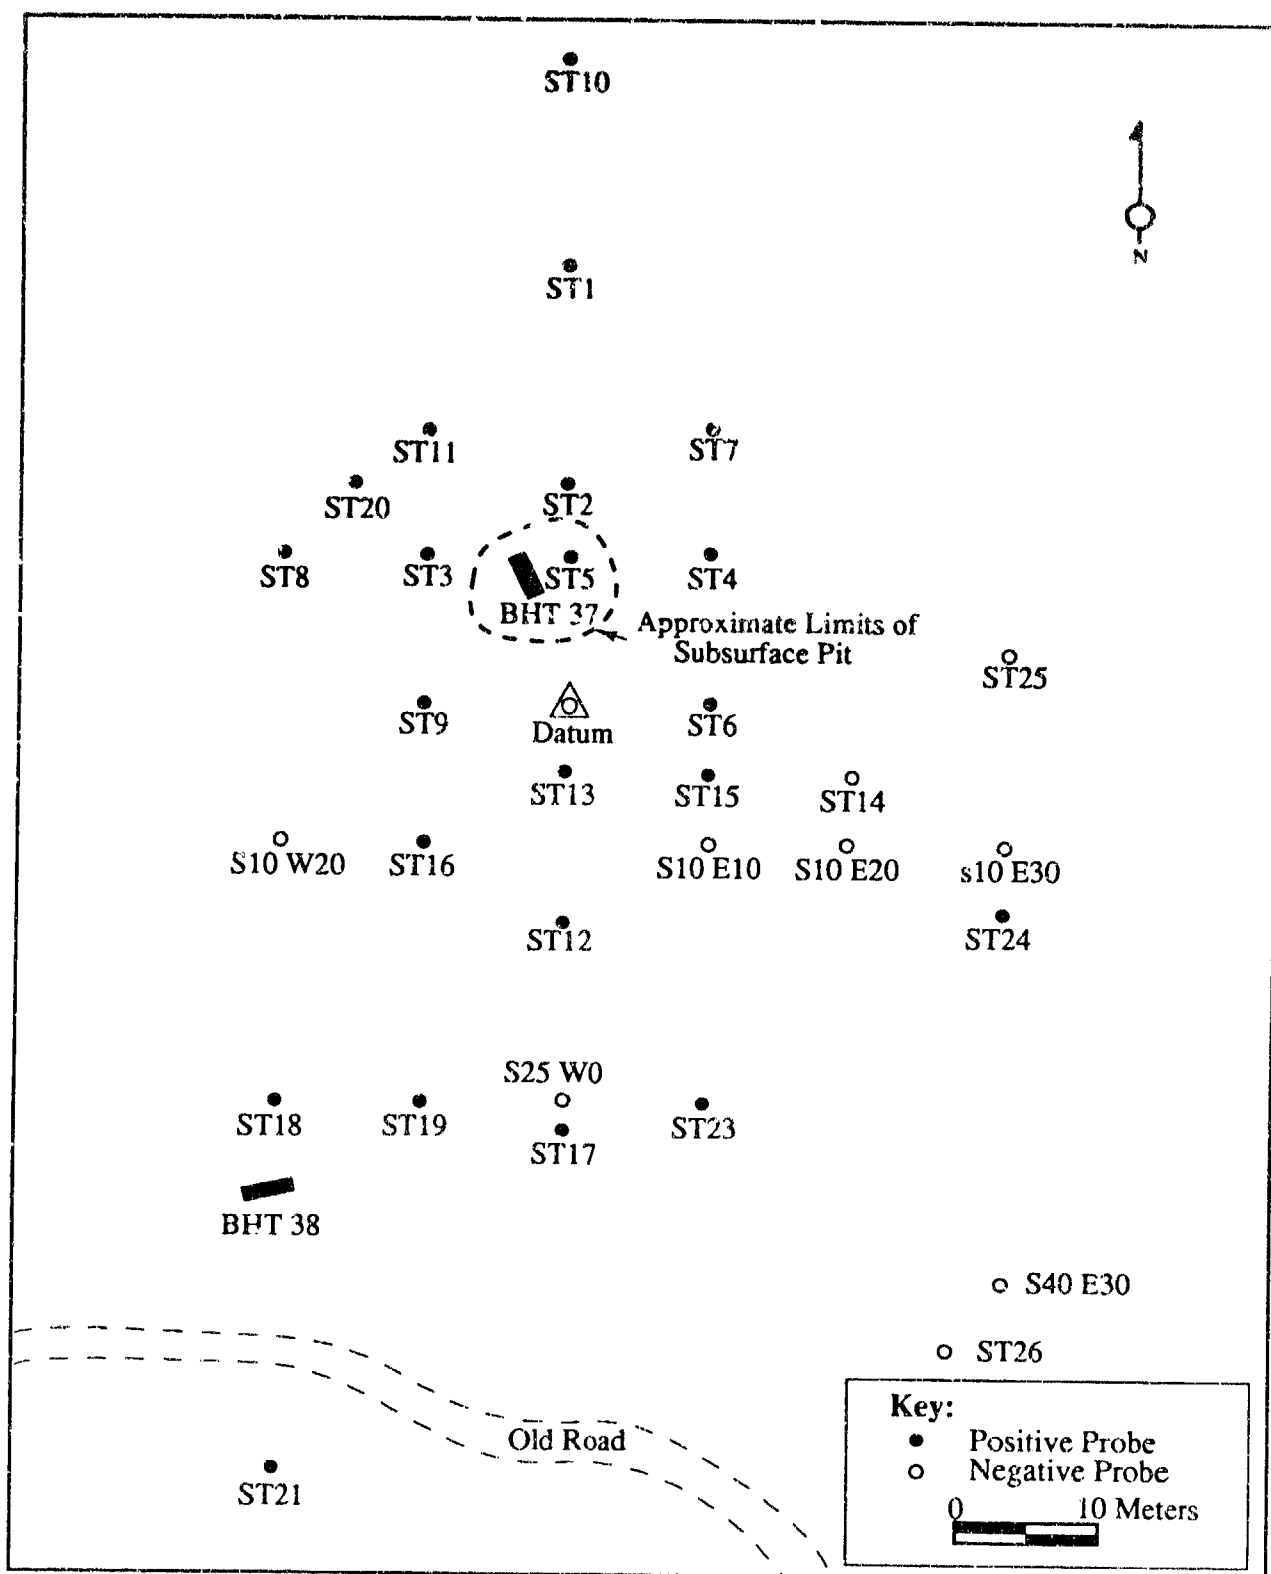 ST10
N
ST1
ST11
ST7
ST20
ST2
ST8
ST3
ST5
ST4
BHT 37
Approximate Limits of
Subsurface Pit
ST25
ST9
Datum
ST6
ST13
ST15
ST14
S10 W20
ST16
S10 E10
S10 E20
s10 E30
ST12
ST24
S25 W0
ST18
ST19
ST17
ST23
BHT 38
S40 E30
ST26
Old Road
ST21
Key:
Positive Probe
Negative Probe
0 10 Meters